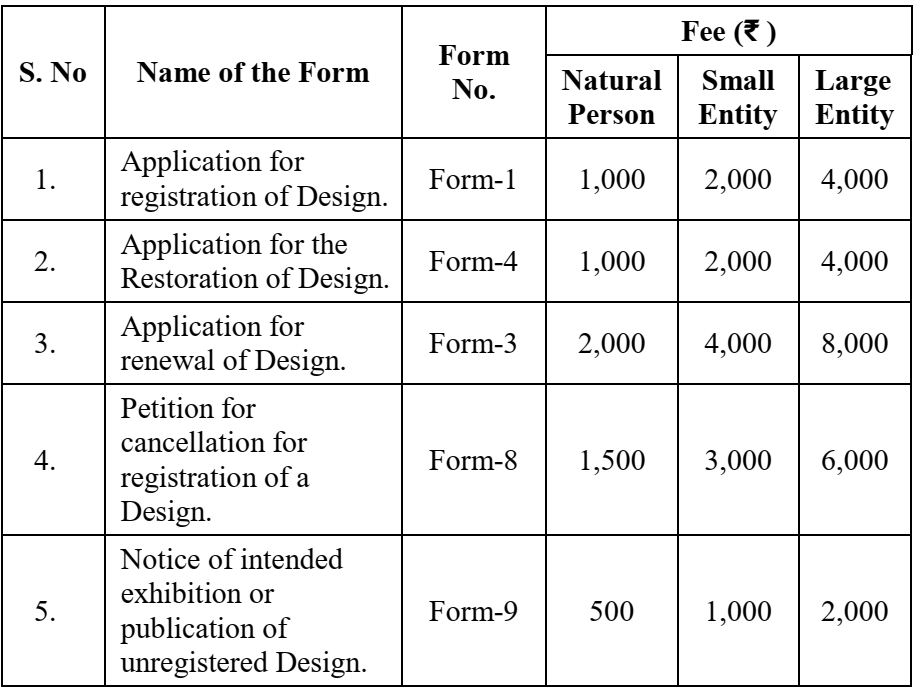 S. No | Name of the Form | Form No. | Fee (₹ )
Natural Person | Small Entity | Large Entity
1. | Application for registration of Design. | Form-1 | 1,000 | 2,000 | 4,000
2. | Application for the Restoration of Design. | Form-4 | 1,000 | 2,000 | 4,000
3. | Application for renewal of Design. | Form-3 | 2,000 | 4,000 | 8,000
4. | Petition for cancellation for registration of a Design. | Form-8 | 1,500 | 3,000 | 6,000
5. | Notice of intended exhibition or publication of unregistered Design. | Form-9 | 500 | 1,000 | 2,000